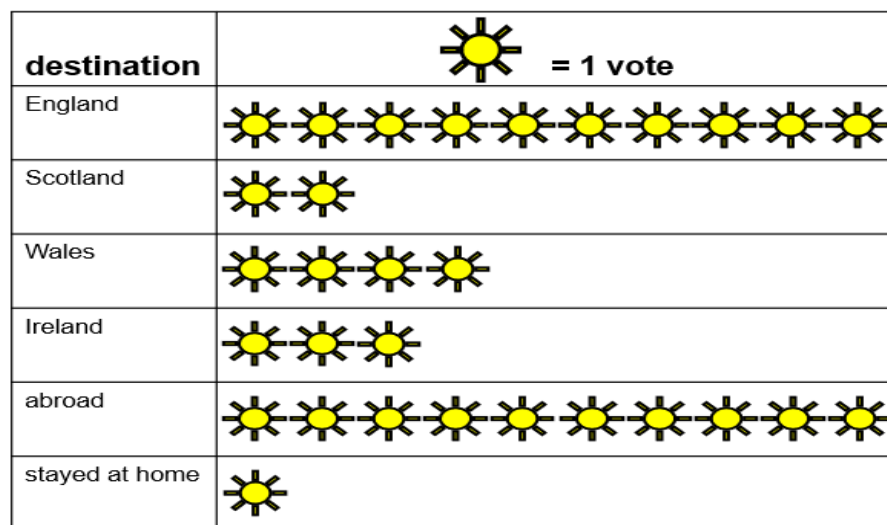 destination = 1 vote
England
Scotland
Wales
Ireland
abroad
stayed at home